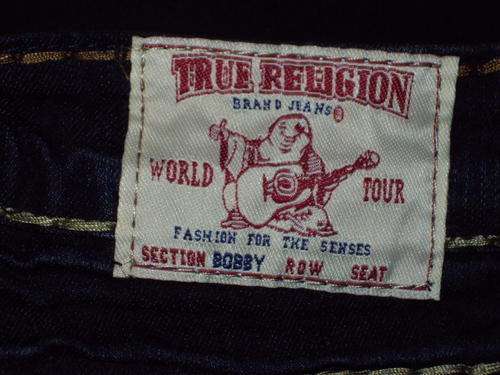 TRUE RELIGION
BRAND JEANS®
WORLD TOUR
FASHION FOR THE SENSES
SECTION BOBBY ROW SEAT